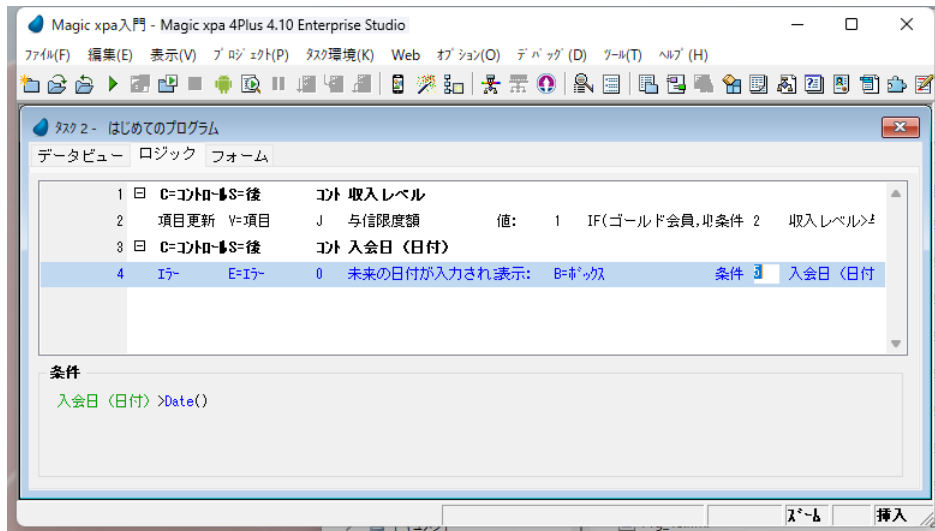 Magic xpa入門 - Magic xpa 4Plus 4.10 Enterprise Studio
ﾌｧｲﾙ(F) 編集(E) 表示(V) ﾌﾟﾛｼﾞｪｸﾄ(P) ﾀｽｸ環境(K) Web ｵﾌﾟｼｮﾝ(O) ﾃﾞﾊﾞｯｸﾞ(D) ﾂｰﾙ(T) ﾍﾙﾌﾟ(H)
ﾀｽｸ 2 - はじめてのプログラム
データビュー ロジック フォーム
1 C=ｺﾝﾄﾛｰﾙ S=後 ｺﾝﾄ 収入レベル
2 項目更新 V=項目 J 与信限度額 値: 1 IF(ゴールド会員, 条件 2 収入レベル>
3 C=ｺﾝﾄﾛｰﾙ S=後 ｺﾝﾄ 入会日（日付）
4 ｴﾗｰ E=ｴﾗｰ 0 未来の日付が入力され 表示: B=ﾎﾞｯｸｽ 条件 5 入会日（日付
条件
入会日（日付）>Date()
ｽﾞｰﾑ 挿入